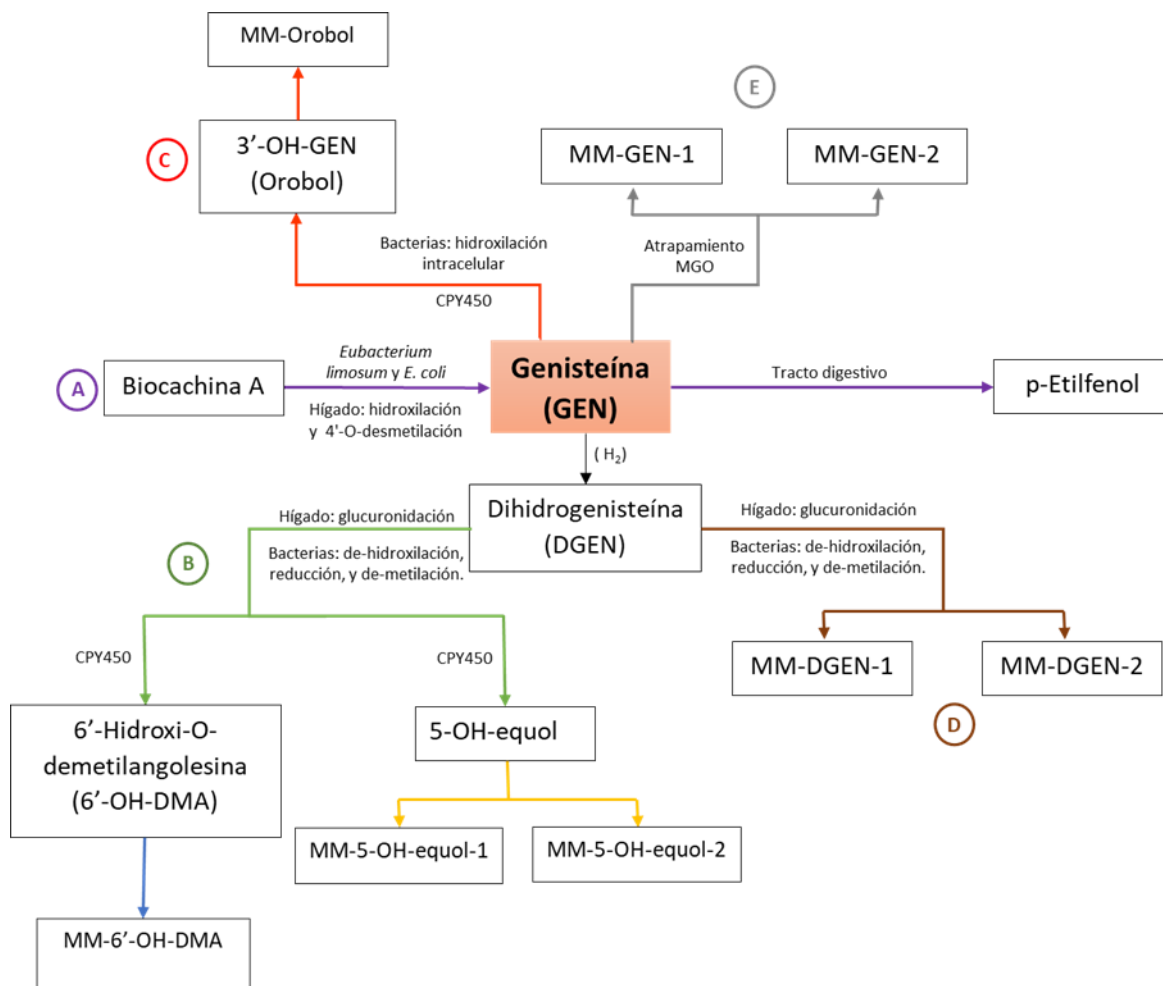 MM-Orobol
E
C
3’-OH-GEN
(Orobol)
MM-GEN-1
MM-GEN-2
Bacterias: hidroxilación
intracelular
CPY450
Atrapamiento
MGO
A
Biocachina A
Eubacterium
limosum y E. coli
Hígado: hidroxilación
y 4'-O-desmetilación
Genisteína
(GEN)
Tracto digestivo
p-Etilfenol
( H2)
Dihidrogenisteína
(DGEN)
Hígado: glucuronidación
Bacterias: de-hidroxilación,
reducción, y de-metilación.
B
Hígado: glucuronidación
Bacterias: de-hidroxilación,
reducción, y de-metilación.
CPY450
CPY450
MM-DGEN-1
MM-DGEN-2
D
6’-Hidroxi-O-
demetilangolesina
(6’-OH-DMA)
5-OH-equol
MM-5-OH-equol-1
MM-5-OH-equol-2
MM-6’-OH-DMA